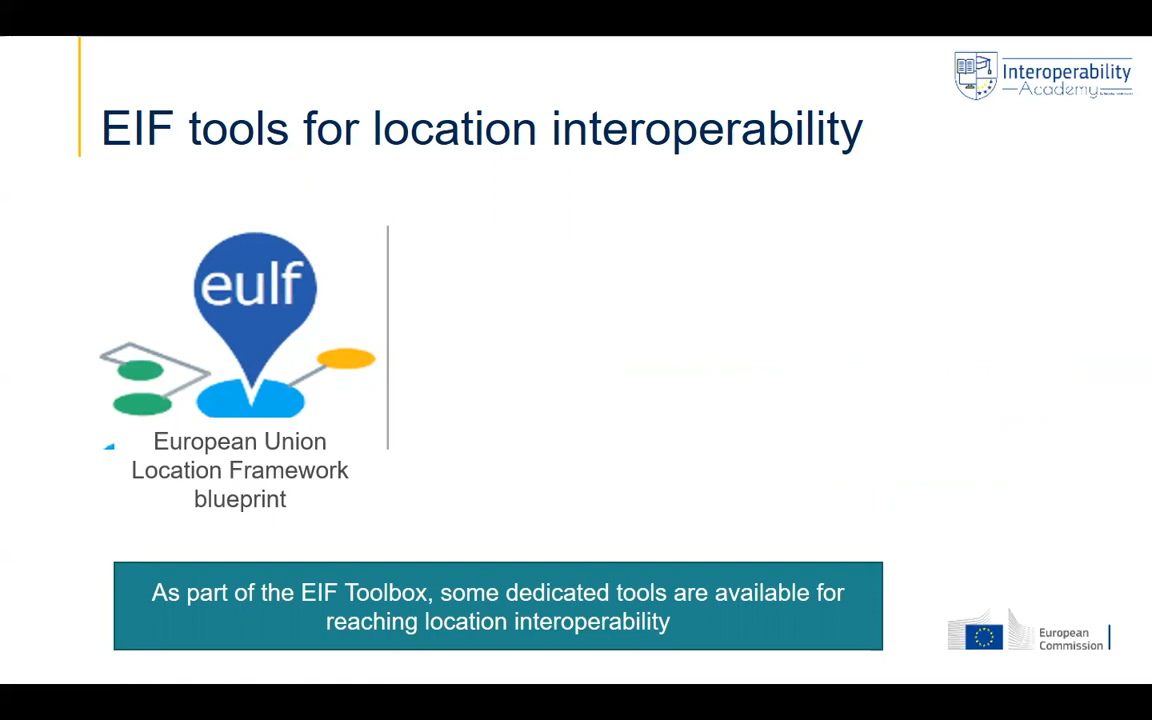 Interoperability
Academy
EIF tools for location interoperability
eulf
European Union
Location Framework
blueprint
As part of the EIF Toolbox, some dedicated tools are available for
reaching location interoperability
European
Commission